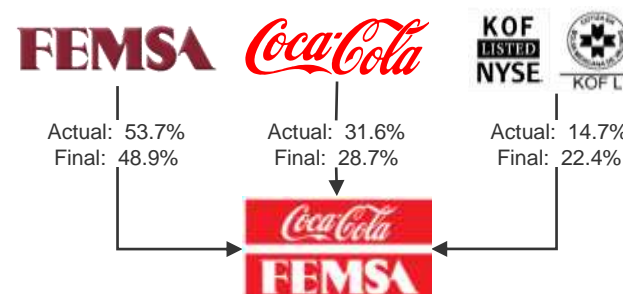 FEMSA
Coca-Cola
KOF
LISTED
NYSE
KOF L
Actual: 53.7%
Final: 48.9%
Actual: 31.6%
Final: 28.7%
Actual: 14.7%
Final: 22.4%
Coca-Cola
FEMSA